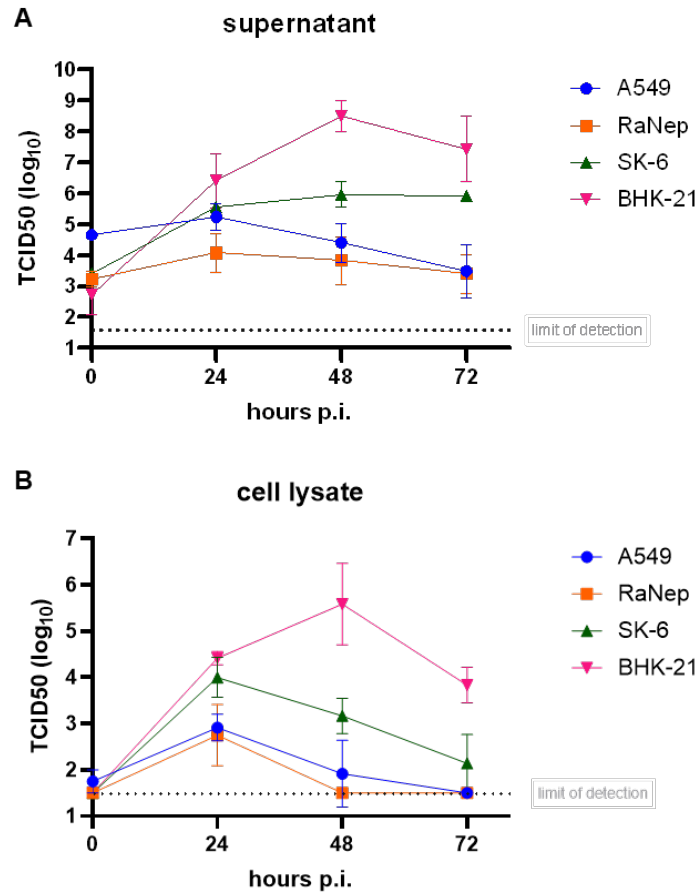 A
supernatant
TCID50 (log10)
10
9
8
7
6
5
4
3
2
1
0
24
48
72
hours p.i.
A549
RaNep
SK-6
BHK-21
limit of detection
B
cell lysate
TCID50 (log10)
7
6
5
4
3
2
1
0
24
48
72
hours p.i.
A549
RaNep
SK-6
BHK-21
limit of detection